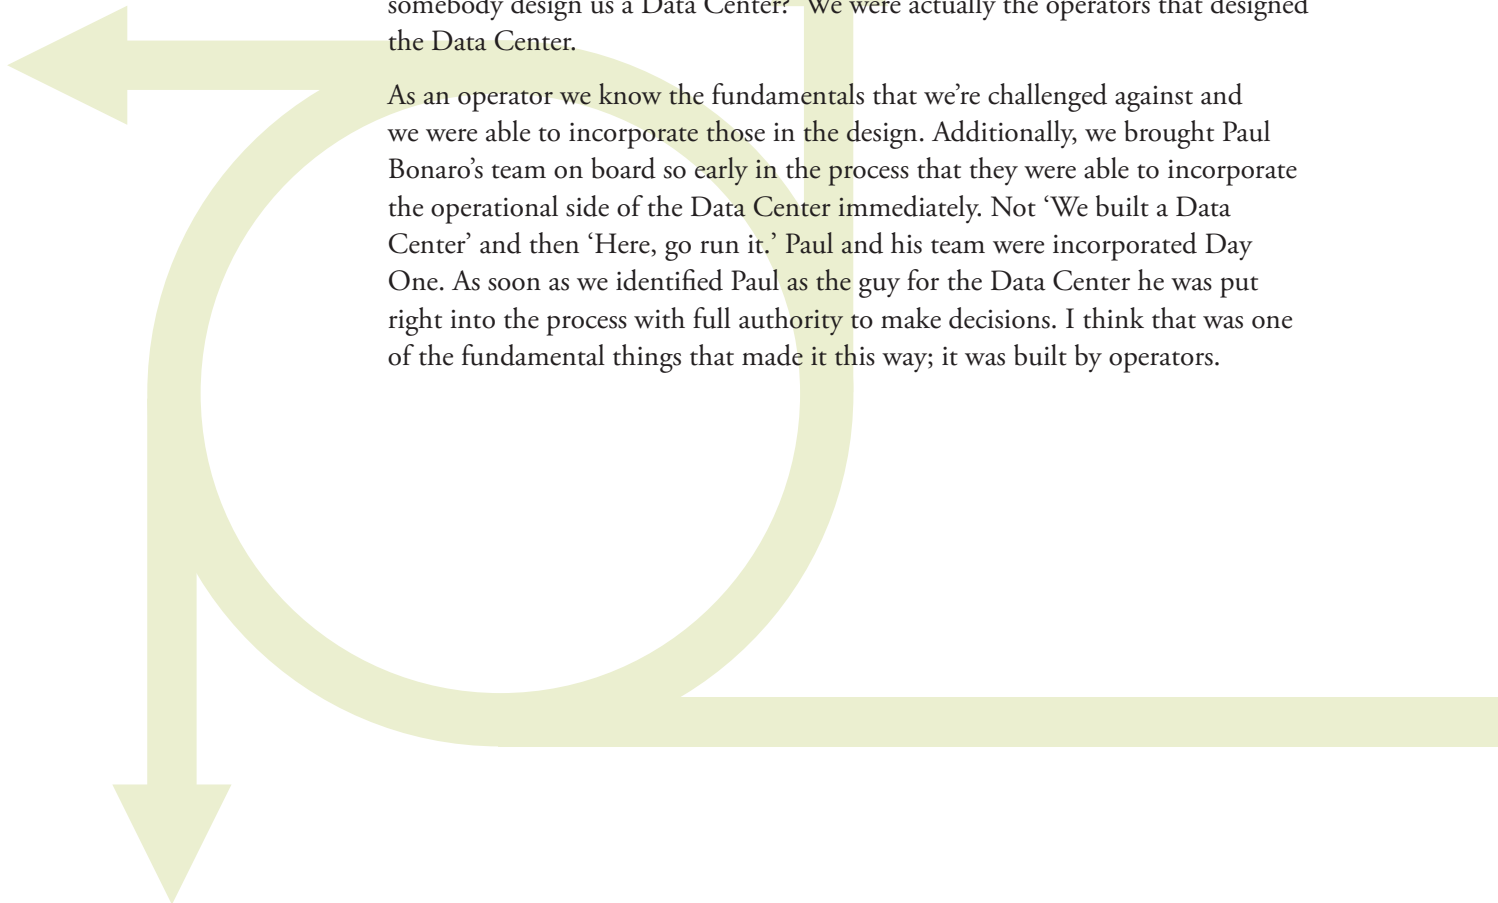 somebody design us a Data Center?” We were actually the operators that designed
the Data Center.
As an operator we know the fundamentals that we’re challenged against and
we were able to incorporate those in the design. Additionally, we brought Paul
Bonaro’s team on board so early in the process that they were able to incorporate
the operational side of the Data Center immediately. Not ‘We built a Data
Center’ and then ‘Here, go run it.’ Paul and his team were incorporated Day
One. As soon as we identified Paul as the guy for the Data Center he was put
right into the process with full authority to make decisions. I think that was one
of the fundamental things that made it this way; it was built by operators.